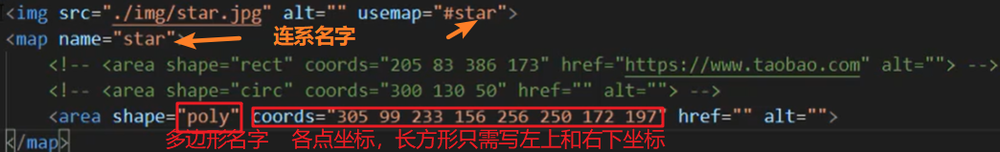 <img src="./img/star.jpg" alt="" usemap="#star">
<map name="star">
连系名字
<!-- <area shape="rect" coords="205 83 386 173" href="https://www.taobao.com" alt=""> -->
<!-- <area shape="circ" coords="300 130 50" href="" alt=""> -->
<area shape="poly" coords="305 99 233 156 256 250 172 197" href="" alt="">
多边形名字 各点坐标，长方形只需写左上和右下坐标
</map>